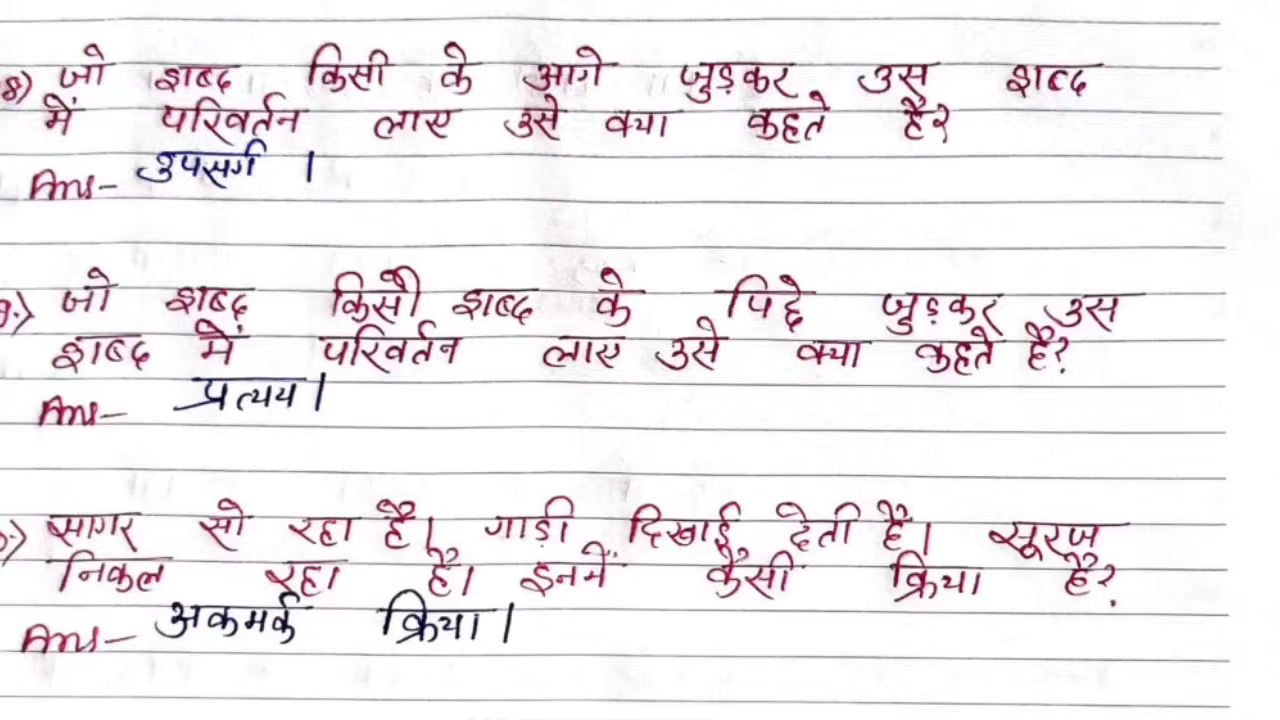 8) जो शब्द किसी के आगे जुड़कर उस शब्द
में परिवर्तन लाए उसे क्या कहते है?
Ans- उपसर्ग ।
9.) जो शब्द किसी शब्द के पिद्दे जुड़कर उस
शब्द में परिवर्तन लाए उसे क्या कहते है?
Ans- प्रत्यय।
सागर सो रहा है। गाड़ी दिखाई देती है। सूरज
निकल रहा है। इनमें कैसी क्रिया है?
Ans- अकमर्क क्रिया।